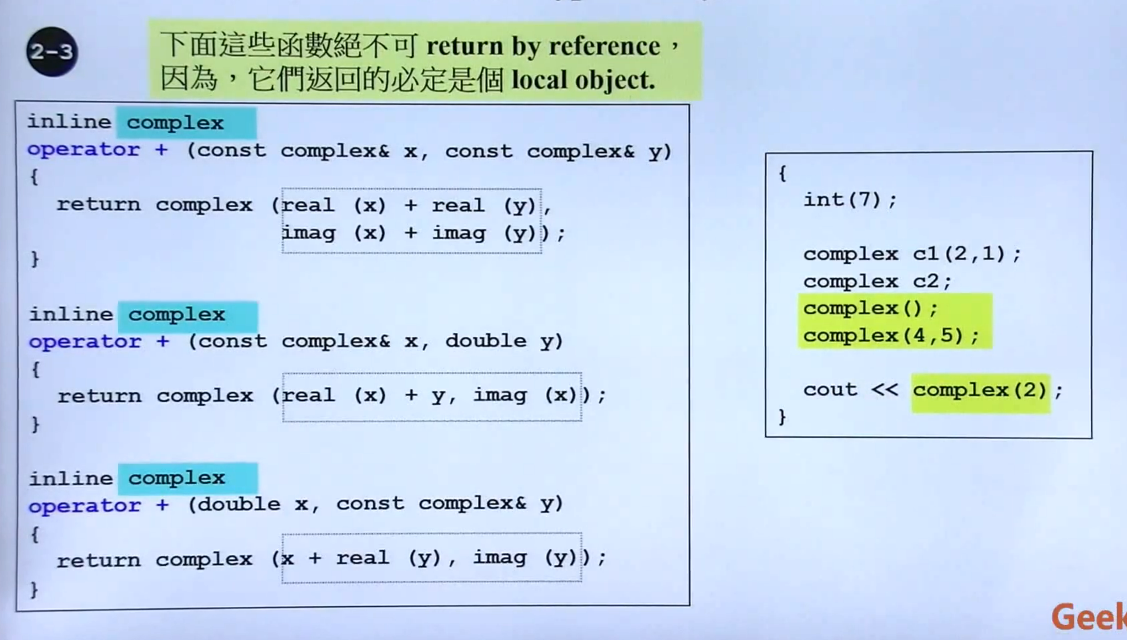 2-3
下面這些函數絕不可 return by reference，
因為，它們返回的必定是個 local object.
inline complex
operator + (const complex& x, const complex& y)
{
return complex (real (x) + real (y),
imag (x) + imag (y));
}
inline complex
operator + (const complex& x, double y)
{
return complex (real (x) + y, imag (x));
}
inline complex
operator + (double x, const complex& y)
{
return complex (x + real (y), imag (y));
}
{
int(7);
complex c1(2,1);
complex c2;
complex();
complex(4,5);
cout << complex(2);
}
Geek